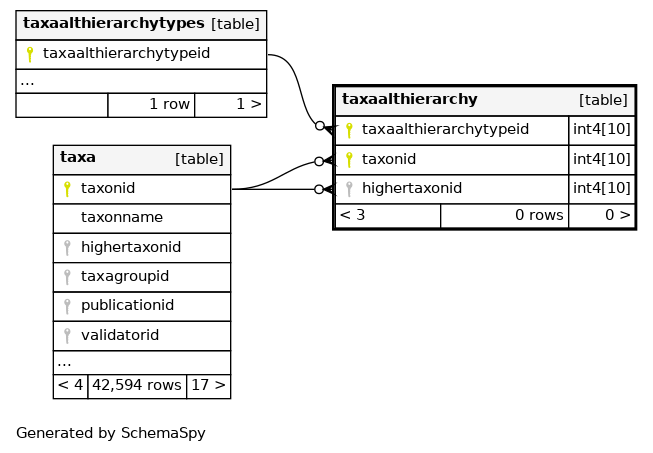 taxaalthierarchytypes [table]
taxaalthierarchytypeid
...
1 row 1 >
taxaalthierarchy [table]
taxaalthierarchytypeid int4[10]
taxonid int4[10]
highertaxonid int4[10]
< 3 0 rows 0 >
taxa [table]
taxonid
taxonname
highertaxonid
taxagroupid
publicationid
validatorid
...
< 4 42,594 rows 17 >
Generated by SchemaSpy